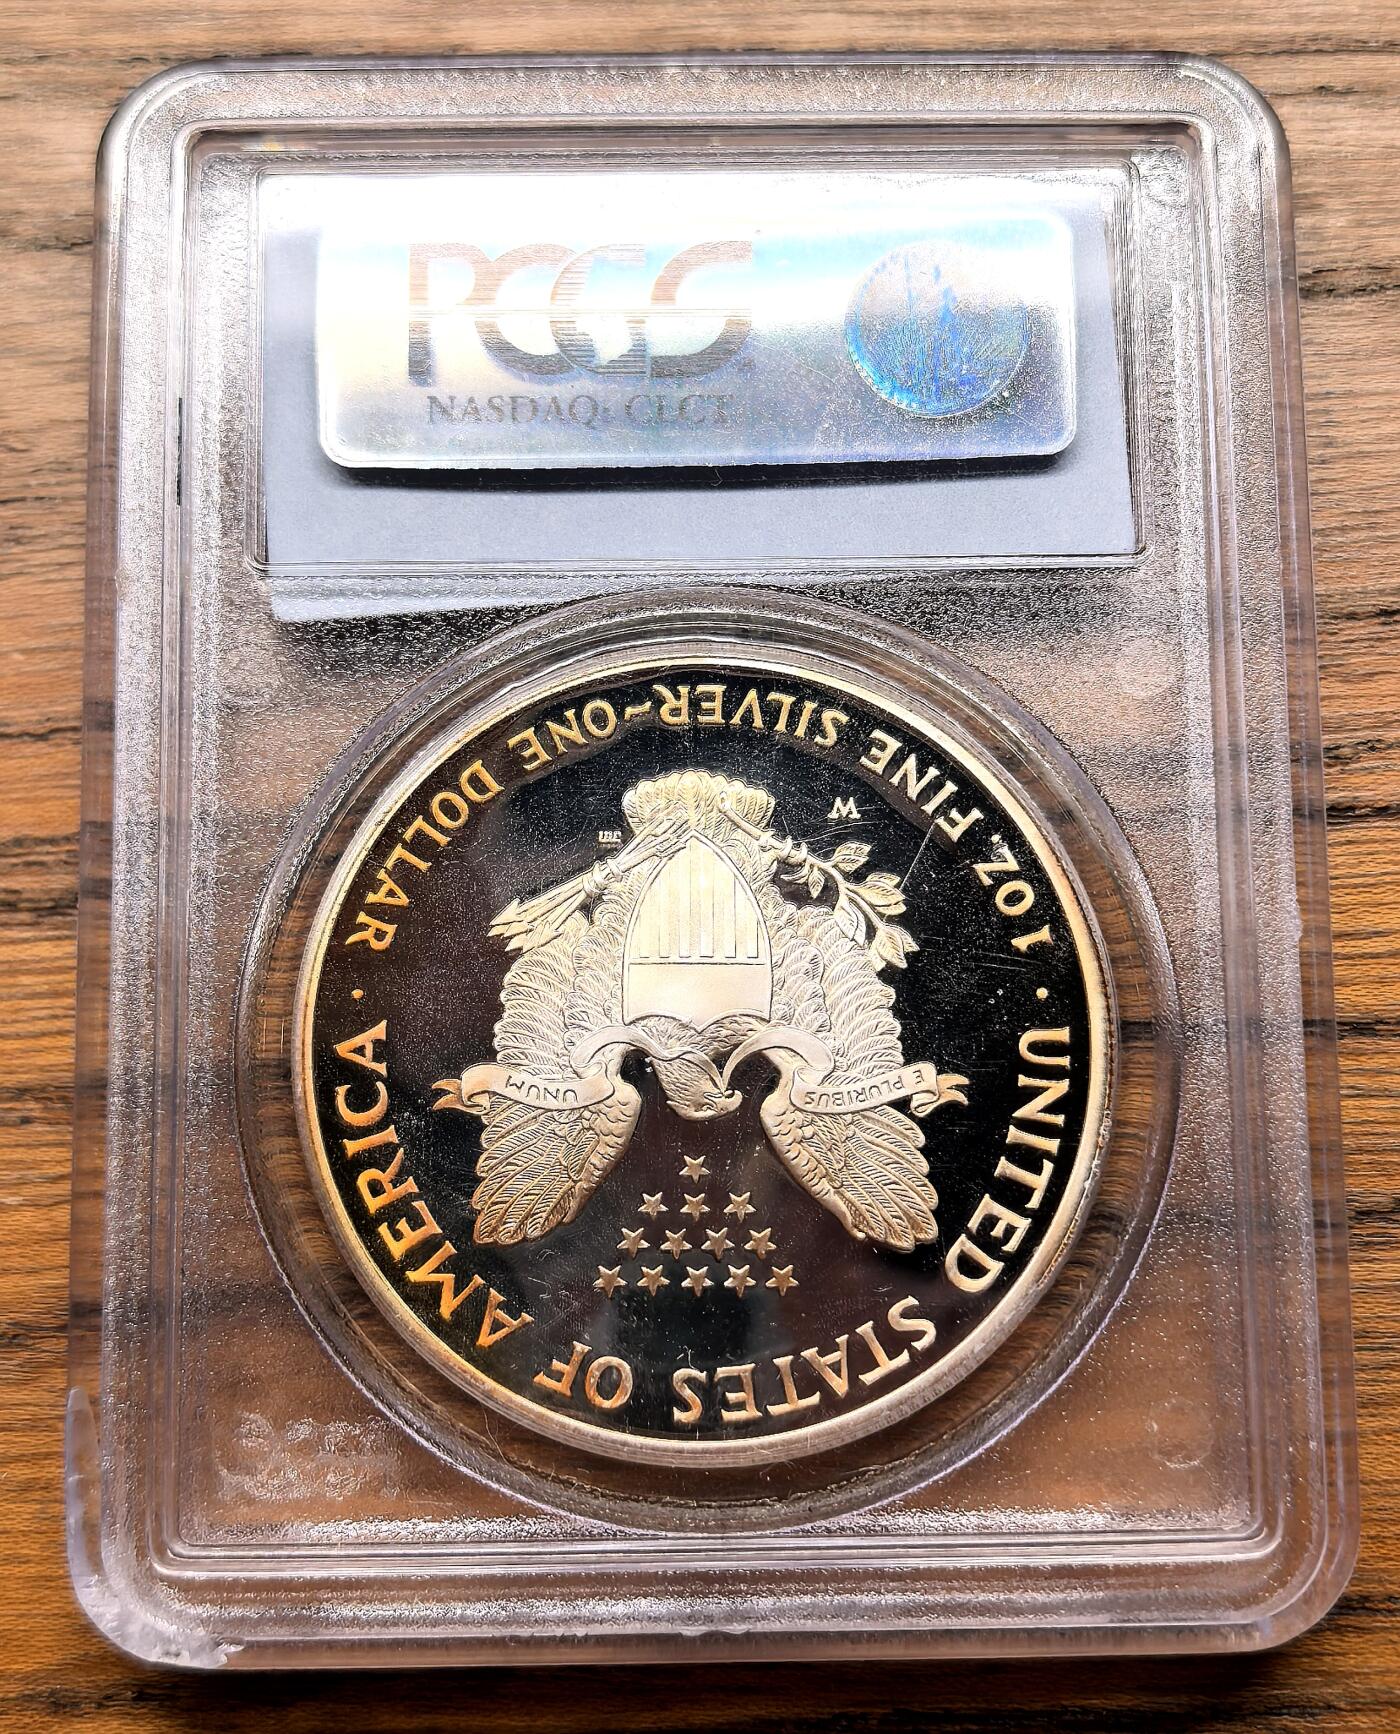 PCGS
NASDAQ: CLCT
UNITED STATES OF AMERICA
1 OZ. FINE SILVER~ONE DOLLAR
E PLURIBUS
UNUM
W